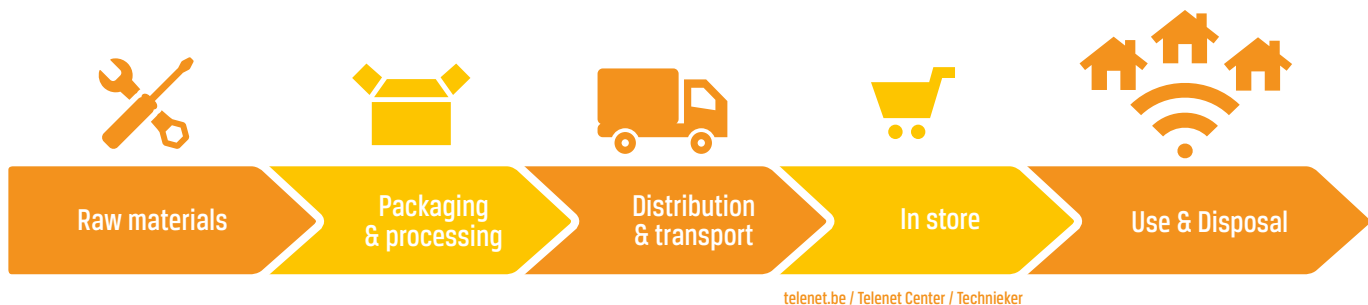 Raw materials
Packaging
& processing
Distribution
& transport
In store
Use & Disposal
telenet.be / Telenet Center / Technieker